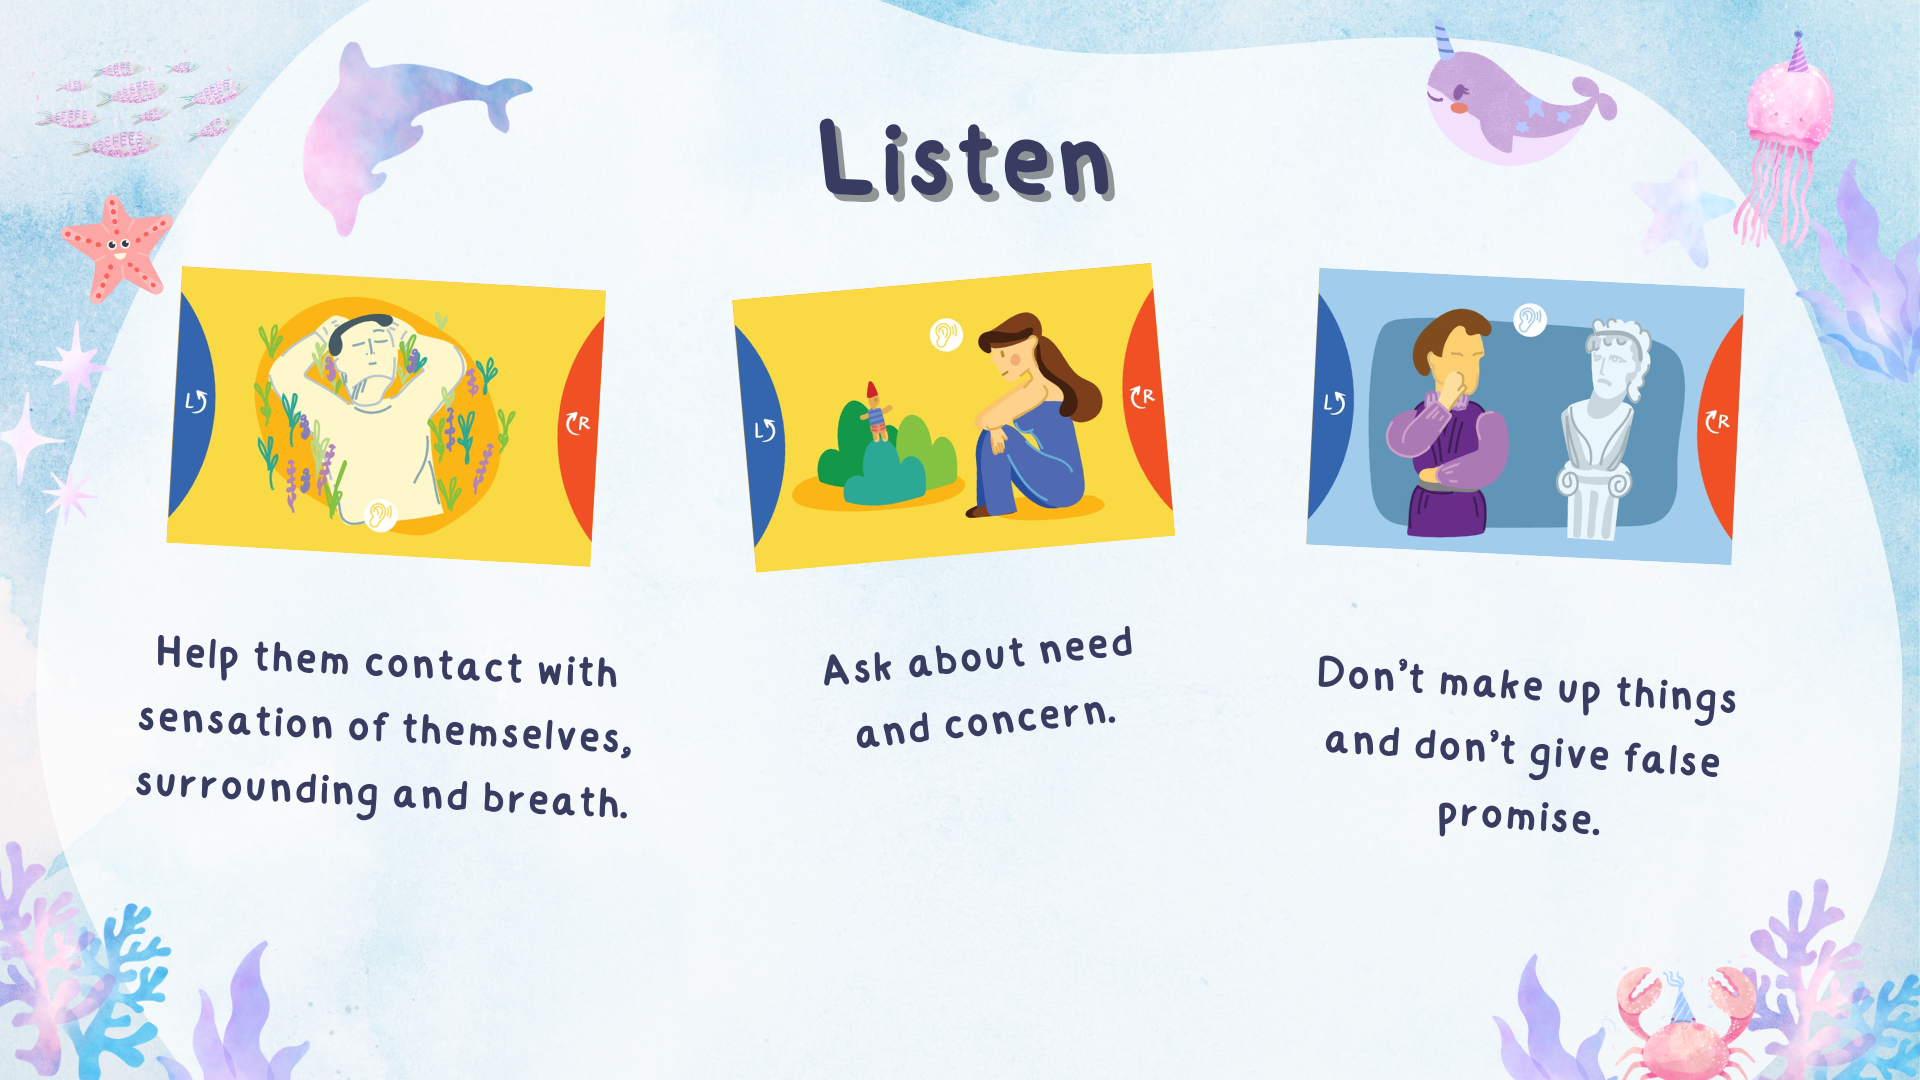 Listen
L
R
L
R
L
R
Help them contact with
sensation of themselves,
surrounding and breath.
Ask about need
and concern.
Don't make up things
and don't give false
promise.